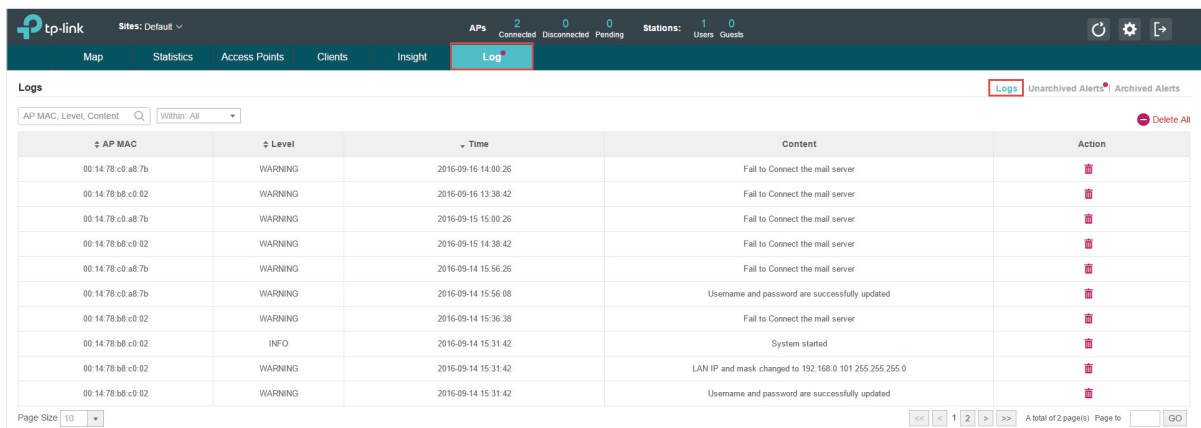 tp-link Sites: Default APs 2 0 0 Stations: 1 0
Connected Disconnected Pending Users Guests
Map Statistics Access Points Clients Insight Log
Logs Logs Unarchived Alerts | Archived Alerts
AP MAC, Level, Content Within: All Delete All
AP MAC Level Time Content Action
00:14:78:c0:a8:7b WARNING 2016-09-16 14:00:26 Fail to Connect the mail server
00:14:78:b8:c0:02 WARNING 2016-09-16 13:38:42 Fail to Connect the mail server
00:14:78:c0:a8:7b WARNING 2016-09-15 15:00:26 Fail to Connect the mail server
00:14:78:b8:c0:02 WARNING 2016-09-15 14:38:42 Fail to Connect the mail server
00:14:78:c0:a8:7b WARNING 2016-09-14 15:56:26 Fail to Connect the mail server
00:14:78:c0:a8:7b WARNING 2016-09-14 15:56:08 Username and password are successfully updated
00:14:78:b8:c0:02 WARNING 2016-09-14 15:36:38 Fail to Connect the mail server
00:14:78:b8:c0:02 INFO 2016-09-14 15:31:42 System started
00:14:78:b8:c0:02 WARNING 2016-09-14 15:31:42 LAN IP and mask changed to 192.168.0.101 255.255.255.0
00:14:78:b8:c0:02 WARNING 2016-09-14 15:31:42 Username and password are successfully updated
Page Size 10 << < 1 2 > >> A total of 2 page(s) Page to GO